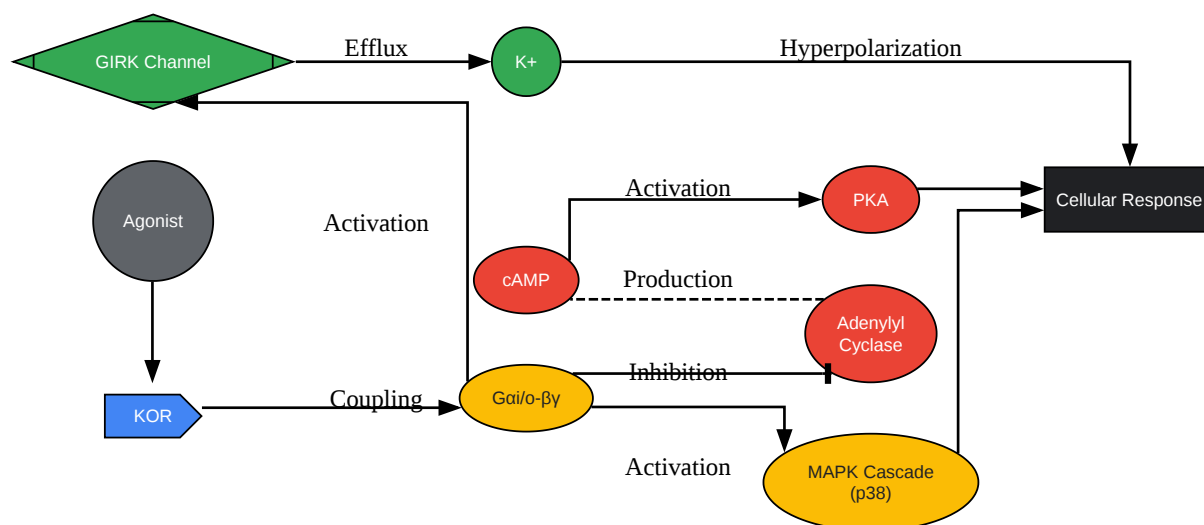 Efflux
Hyperpolarization
GIRK Channel
K+
Activation
PKA
Cellular Response
Agonist
Activation
cAMP
Production
Adenylyl
Cyclase
Inhibition
KOR
Coupling
Gαi/o-βγ
Activation
MAPK Cascade
(p38)